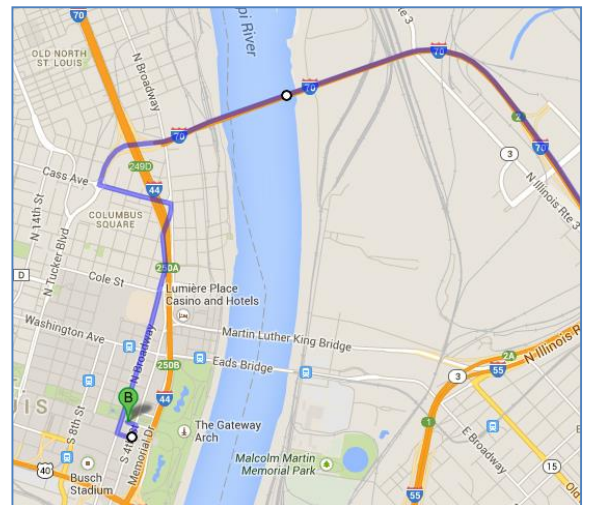 70
OLD NORTH
ST LOUIS
N Broadway
pi River
70
70
70
2
70
3
N Illinois Rte 3
249D
Cass Ave
44
COLUMBUS
SQUARE
N 14th St
N Tucker Blvd
D
Cole St
250A
Lumière Place
Casino and Hotels
Washington Ave
N Broadway
Martin Luther King Bridge
Eads Bridge
250B
44
2A
N Illinois
55
3
B
UIS
S 8th St
S 4th
Memorial Dr
The Gateway
Arch
1
E Broadway
Malcolm Martin
Memorial Park
15
Old
40
Busch
Stadium
55